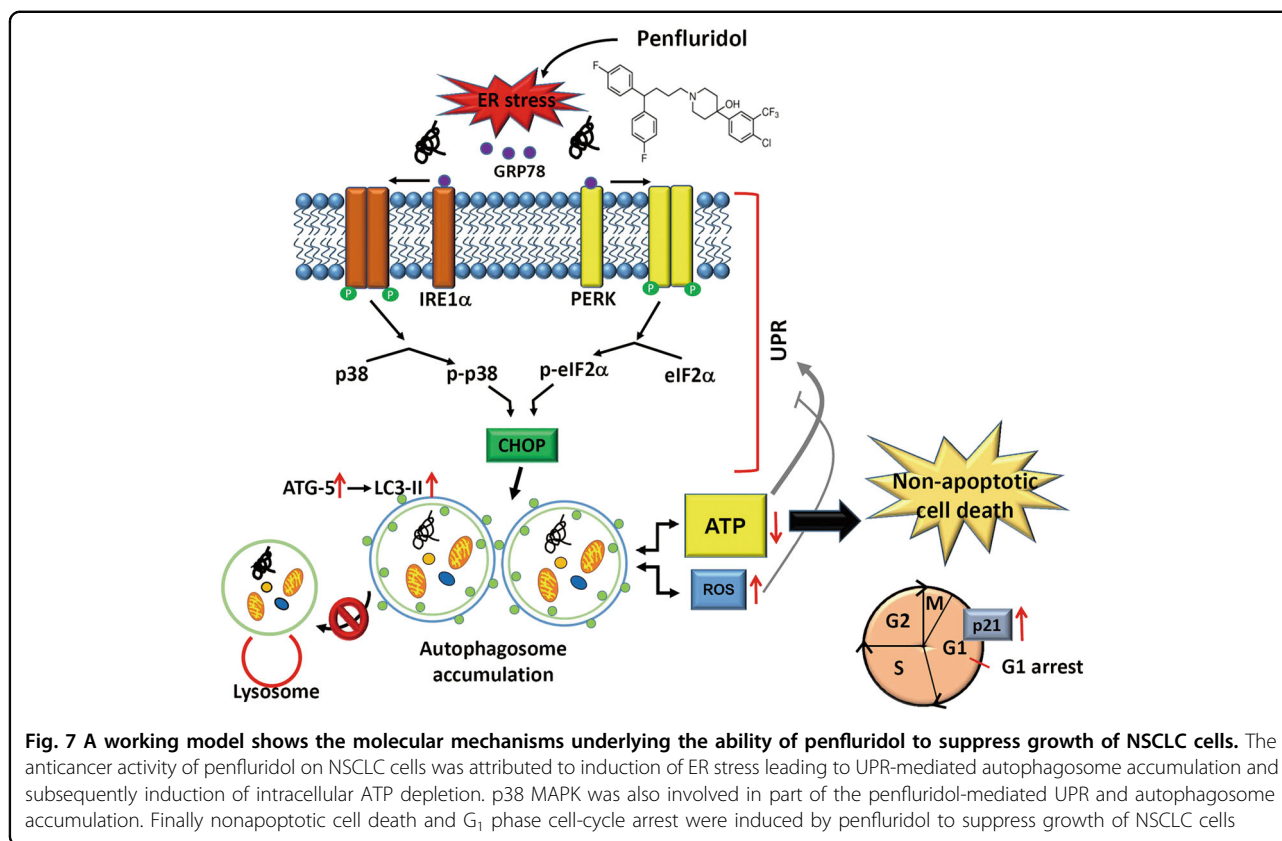 Penfluridol
ER stress
F
N
OH
CF3
Cl
F
GRP78
IRE1α
PERK
P
P
P
P
UPR
p38
p-p38
p-eIF2α
eIF2α
CHOP
ATG-5
LC3-II
ATP
ROS
Non-apoptotic
cell death
Autophagosome
accumulation
Lysosome
M
G2
G1
S
p21
G1 arrest
Fig. 7 A working model shows the molecular mechanisms underlying the ability of penfluridol to suppress growth of NSCLC cells. The
anticancer activity of penfluridol on NSCLC cells was attributed to induction of ER stress leading to UPR-mediated autophagosome accumulation and
subsequently induction of intracellular ATP depletion. p38 MAPK was also involved in part of the penfluridol-mediated UPR and autophagosome
accumulation. Finally nonapoptotic cell death and G1 phase cell-cycle arrest were induced by penfluridol to suppress growth of NSCLC cells